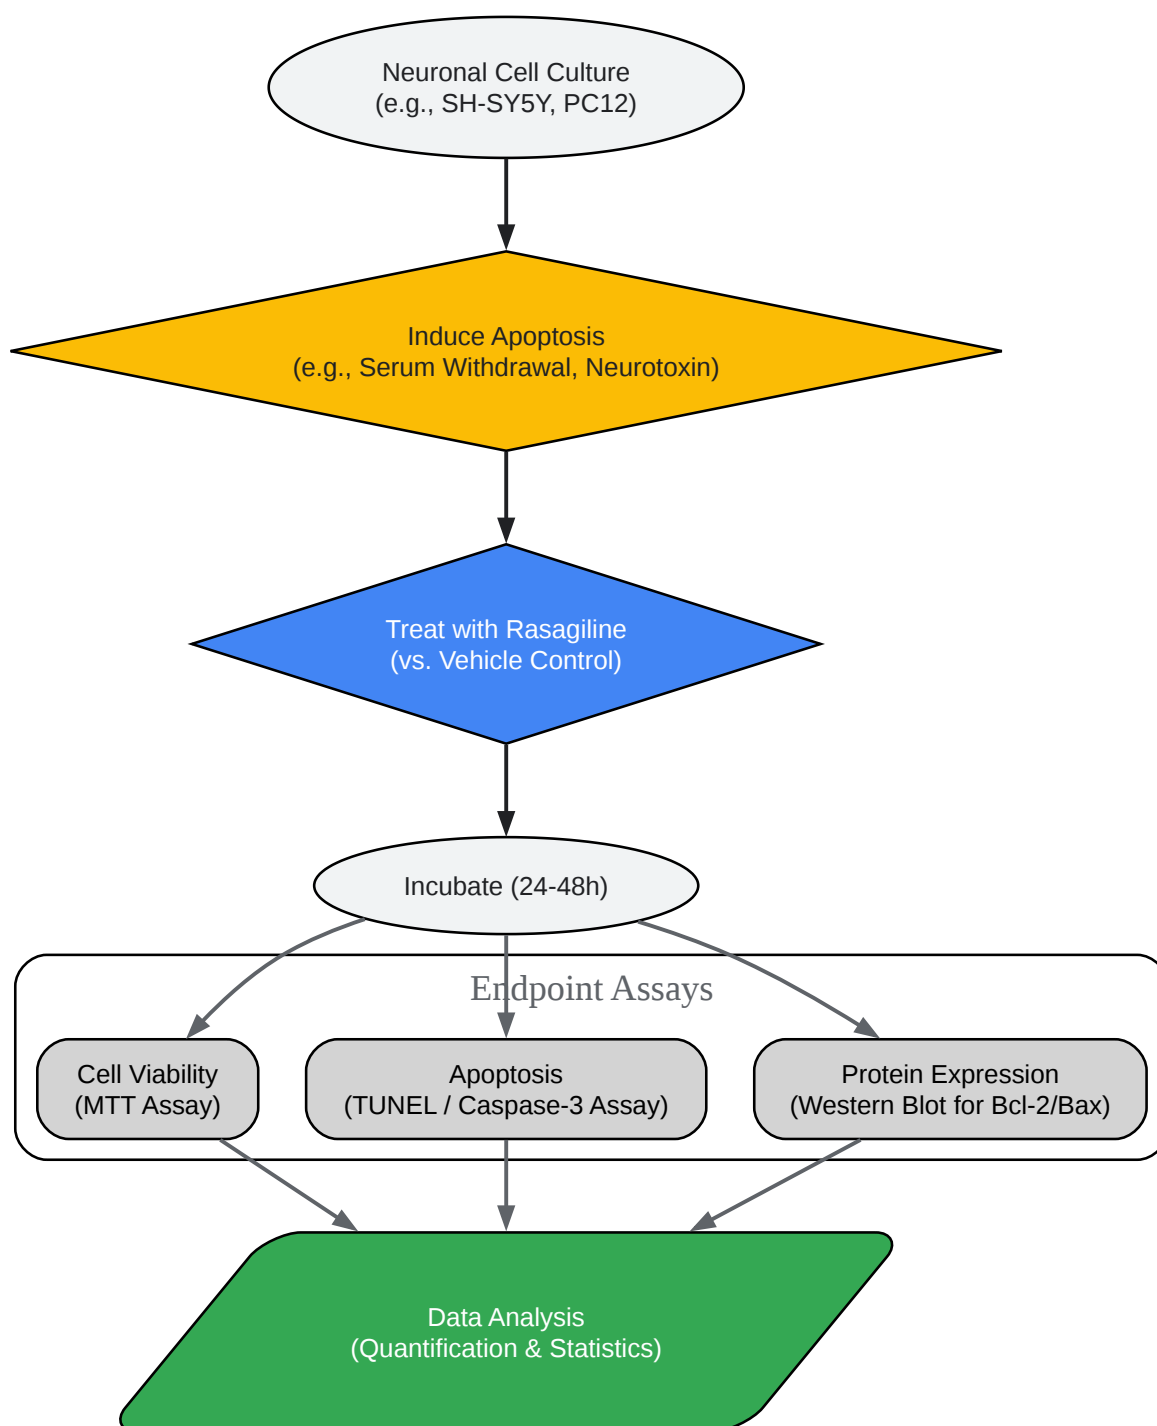 Neuronal Cell Culture
(e.g., SH-SY5Y, PC12)
Induce Apoptosis
(e.g., Serum Withdrawal, Neurotoxin)
Treat with Rasagiline
(vs. Vehicle Control)
Incubate (24-48h)
Endpoint Assays
Cell Viability
(MTT Assay)
Apoptosis
(TUNEL / Caspase-3 Assay)
Protein Expression
(Western Blot for Bcl-2/Bax)
Data Analysis
(Quantification & Statistics)